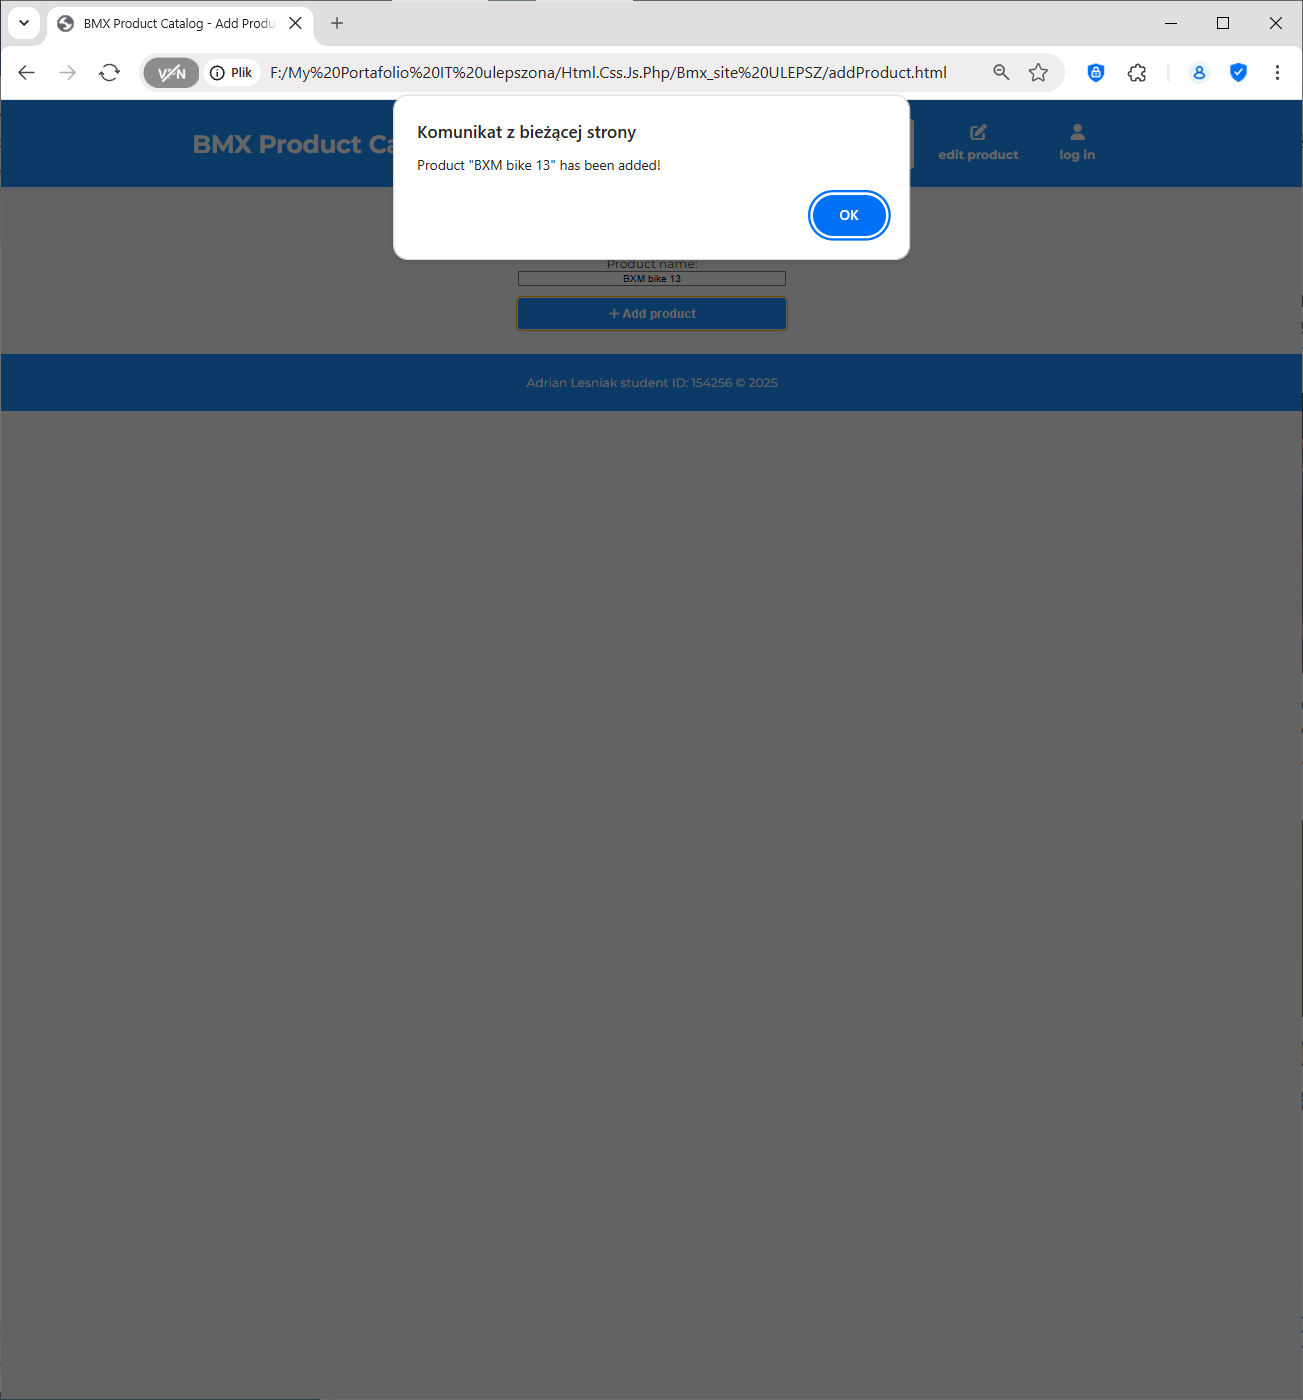 BMX Product Catalog - Add Produ
VPN
Plik
F:/My%20Portafolio%20IT%20ulepszona/Html.Css.Js.Php/Bmx_site%20ULEPSZ/addProduct.html
BMX Product Ca
edit product
log in
Komunikat z bieżącej strony
Product "BXM bike 13" has been added!
OK
Product name:
BXM bike 13
+ Add product
Adrian Lesniak student ID: 154256 © 2025